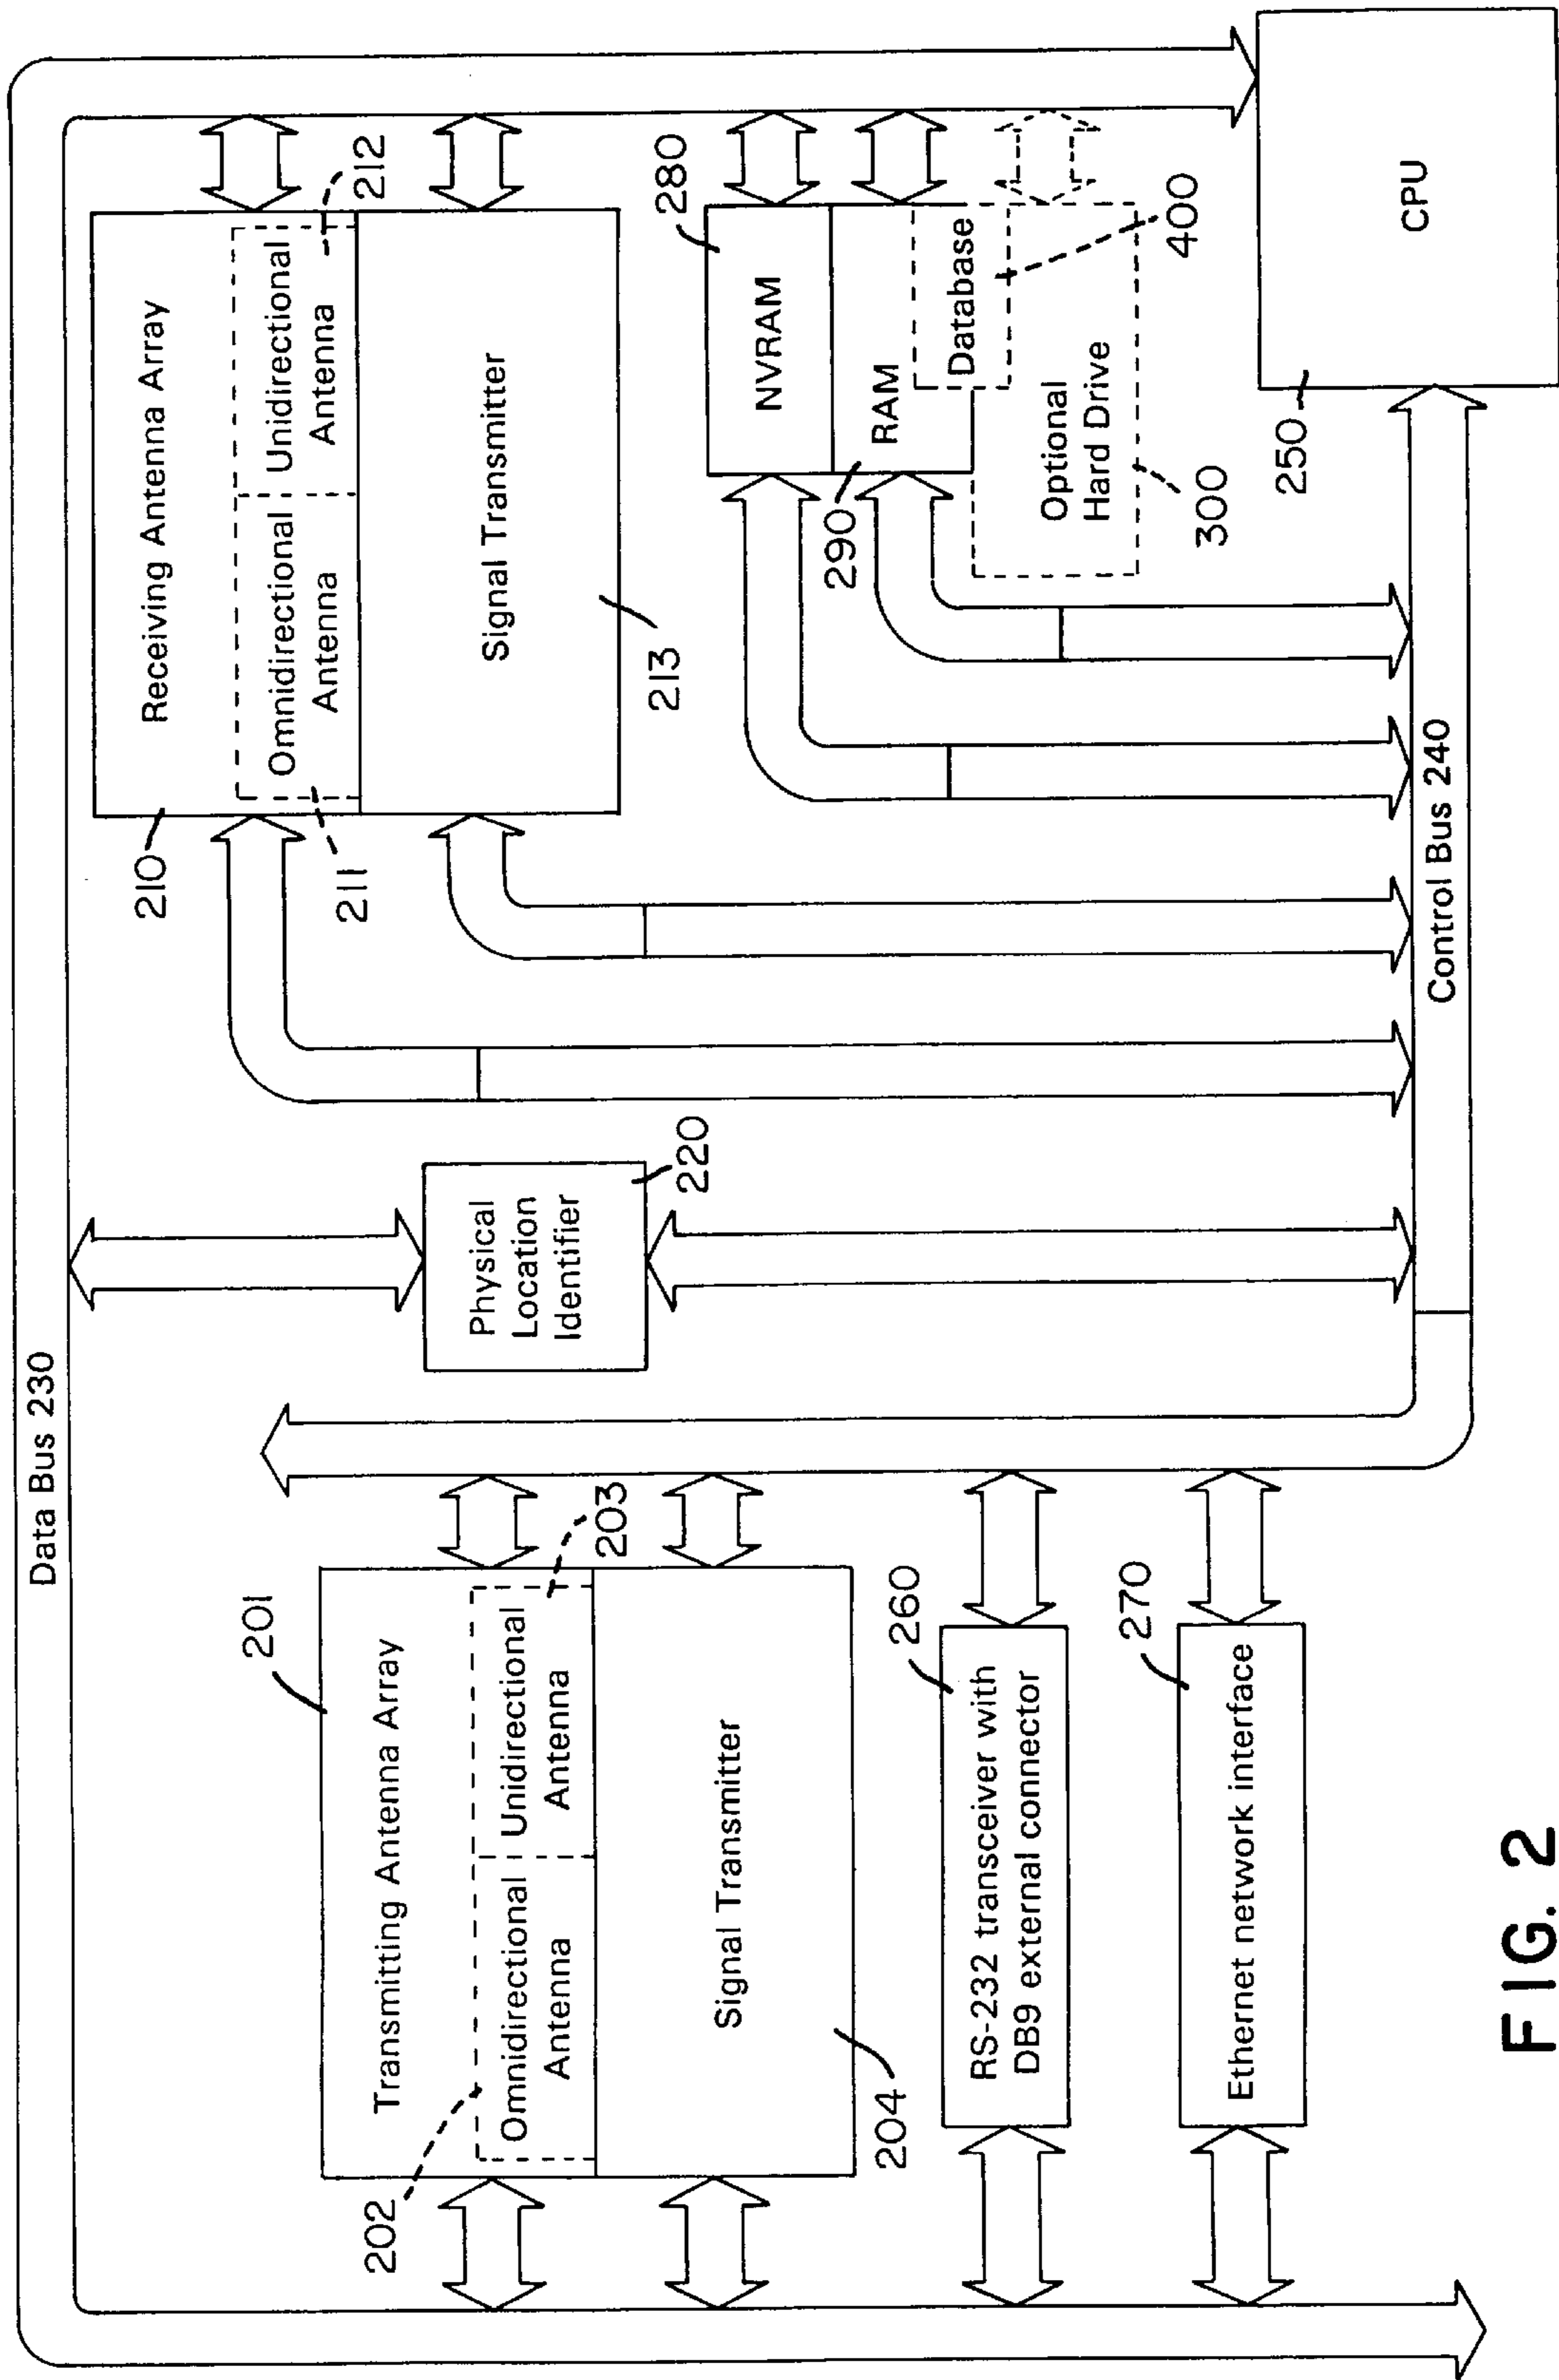 Data Bus 230
201
Transmitting Antenna Array
202
Omnidirectional
Antenna
Unidirectional
Antenna
203
Signal Transmitter
204
260
RS-232 transceiver with
DB9 external connector
270
Ethernet network interface
Physical
Location
Identifier
220
210
Receiving Antenna Array
211
Omnidirectional
Antenna
Unidirectional
Antenna
212
Signal Transmitter
213
280
NVRAM
290
RAM
Database
400
Optional
Hard Drive
300
250
CPU
Control Bus 240
FIG. 2